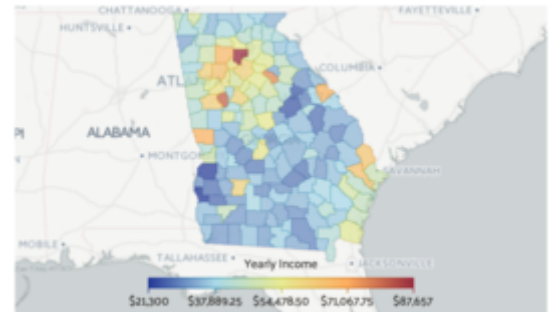 CHATTANOOGA
FAYETTEVILLE
HUNTSVILLE
COLUMBIA
ATL
ALABAMA
MONTGO
SAVANNAH
MOBILE
TALLAHASSEE
JACKSONVILLE
Yearly Income
$21,300 $37,889.25 $54,478.50 $71,067.75 $87,657